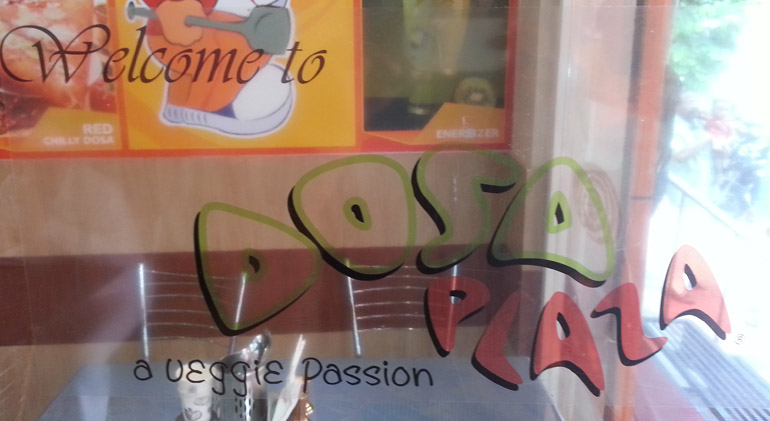 Welcome to
RED
CHILLY DOSA
ENERGIZER
DOSA
PLAZA
a veggie Passion